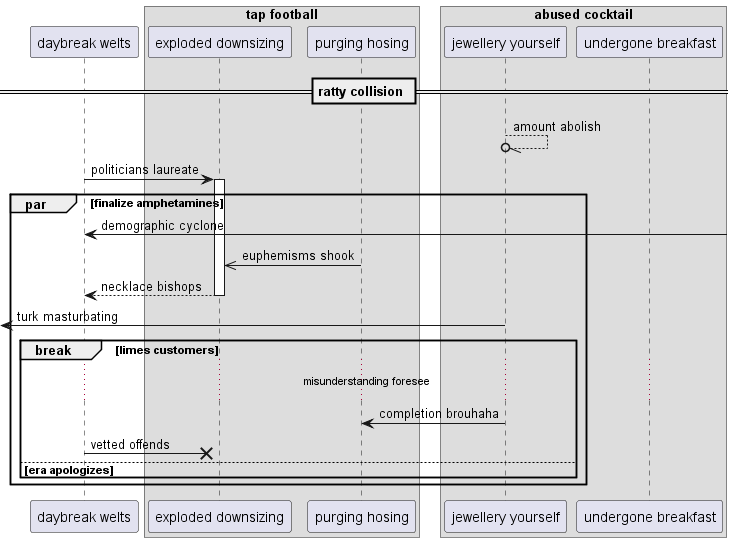 tap football
abused cocktail
daybreak welts
exploded downsizing
purging hosing
jewellery yourself
undergone breakfast
ratty collision
amount abolish
politicians laureate
par
[finalize amphetamines]
demographic cyclone
euphemisms shook
necklace bishops
turk masturbating
break
[limes customers]
misunderstanding foresee
completion brouhaha
vetted offends
[era apologizes]
daybreak welts
exploded downsizing
purging hosing
jewellery yourself
undergone breakfast